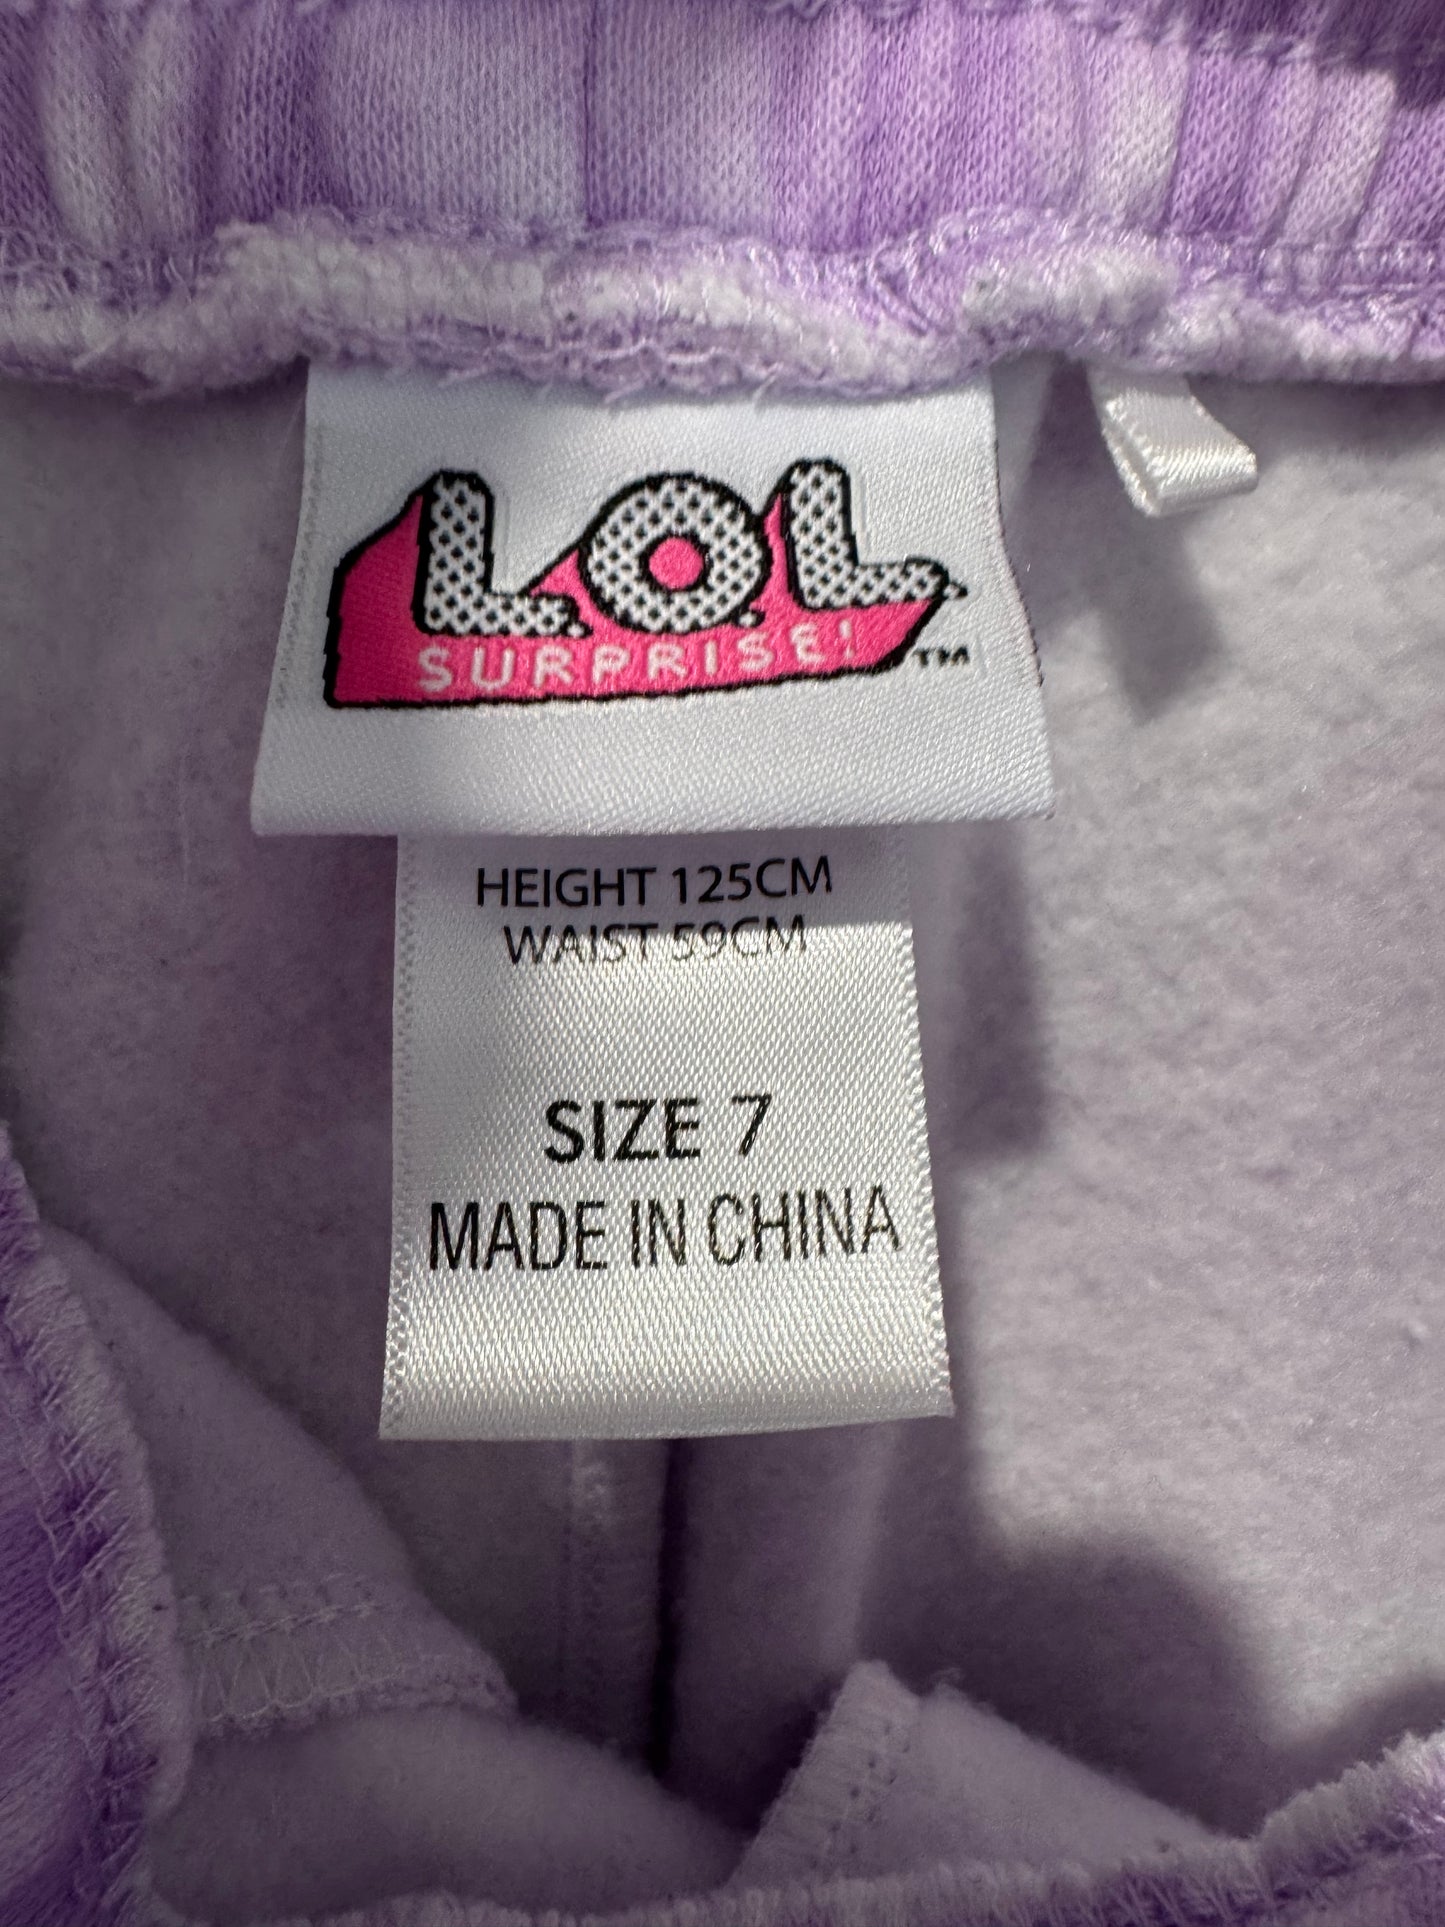 L.O.L.
SURPRISE! ™
HEIGHT 125CM
WAIST 59CM
SIZE 7
MADE IN CHINA